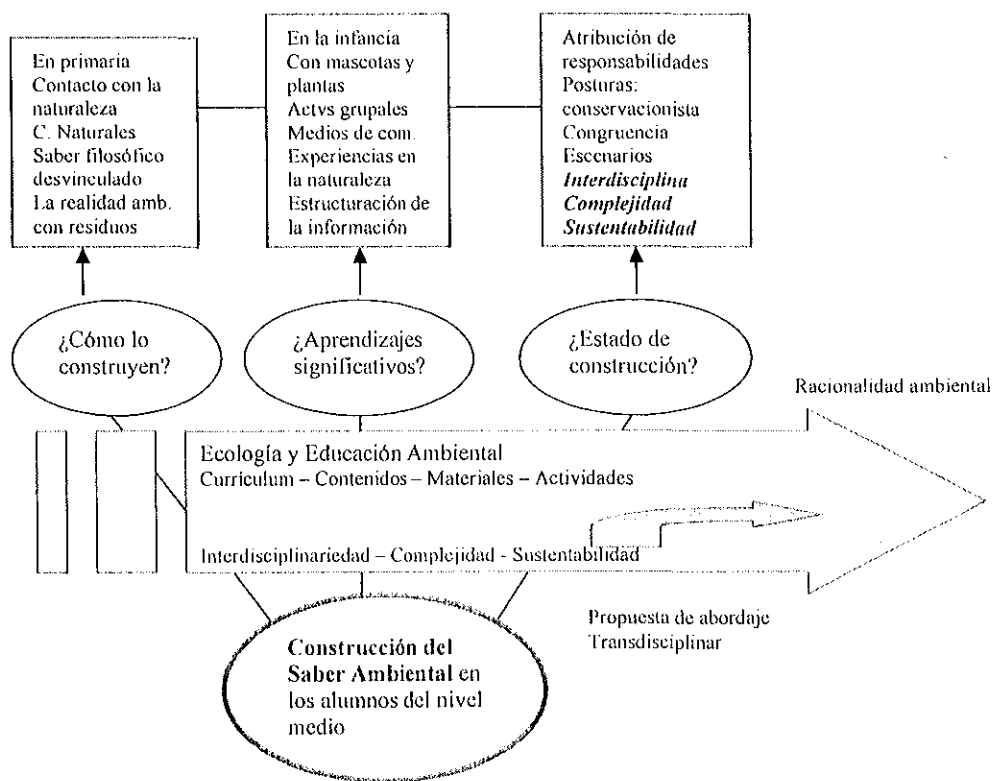 En primaria
Contacto con la
naturaleza
C. Naturales
Saber filosófico
desvinculado
La realidad amb.
con residuos
En la infancia
Con mascotas y
plantas
Actvs grupales
Medios de com.
Experiencias en
la naturaleza
Estructuración de
la información
Atribución de
responsabilidades
Posturas:
conservacionista
Congruencia
Escenarios
Interdisciplina
Complejidad
Sustentabilidad
¿Cómo lo
construyen?
¿Aprendizajes
significativos?
¿Estado de
construcción?
Racionalidad ambiental
Ecología y Educación Ambiental
Currículum – Contenidos – Materiales – Actividades
Interdisciplinariedad – Complejidad - Sustentabilidad
Propuesta de abordaje
Transdisciplinar
Construcción del
Saber Ambiental en
los alumnos del nivel
medio